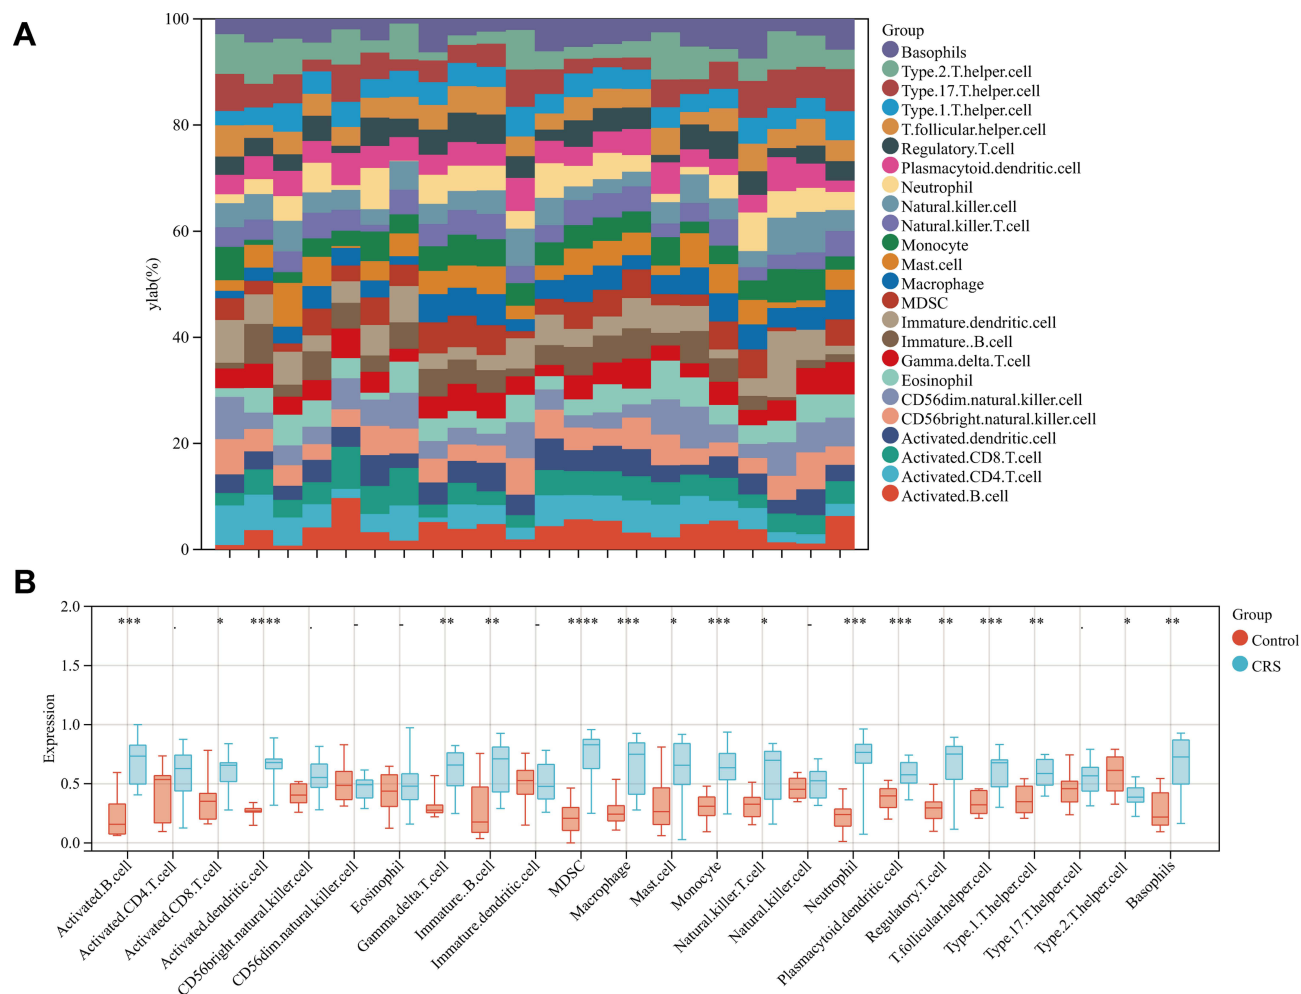 A
100
80
60
40
20
0
ylab(%)
Group
Basophils
Type.2.T.helper.cell
Type.17.T.helper.cell
Type.1.T.helper.cell
T.follicular.helper.cell
Regulatory.T.cell
Plasmacytoid.dendritic.cell
Neutrophil
Natural.killer.cell
Natural.killer.T.cell
Monocyte
Mast.cell
Macrophage
MDSC
Immature.dendritic.cell
Immature..B.cell
Gamma.delta.T.cell
Eosinophil
CD56dim.natural.killer.cell
CD56bright.natural.killer.cell
Activated.dendritic.cell
Activated.CD8.T.cell
Activated.CD4.T.cell
Activated.B.cell
B
2.0
1.5
1.0
0.5
0.0
Expression
*** . * **** . - - ** ** - **** *** * *** * - *** *** ** *** ** . * **
Group
Control
CRS
Activated.B.cell
Activated.CD4.T.cell
Activated.CD8.T.cell
Activated.dendritic.cell
CD56bright.natural.killer.cell
CD56dim.natural.killer.cell
Eosinophil
Gamma.delta.T.cell
Immature..B.cell
Immature.dendritic.cell
MDSC
Macrophage
Mast.cell
Monocyte
Natural.killer.T.cell
Natural.killer.cell
Neutrophil
Plasmacytoid.dendritic.cell
Regulatory.T.cell
T.follicular.helper.cell
Type.1.T.helper.cell
Type.17.T.helper.cell
Type.2.T.helper.cell
Basophils